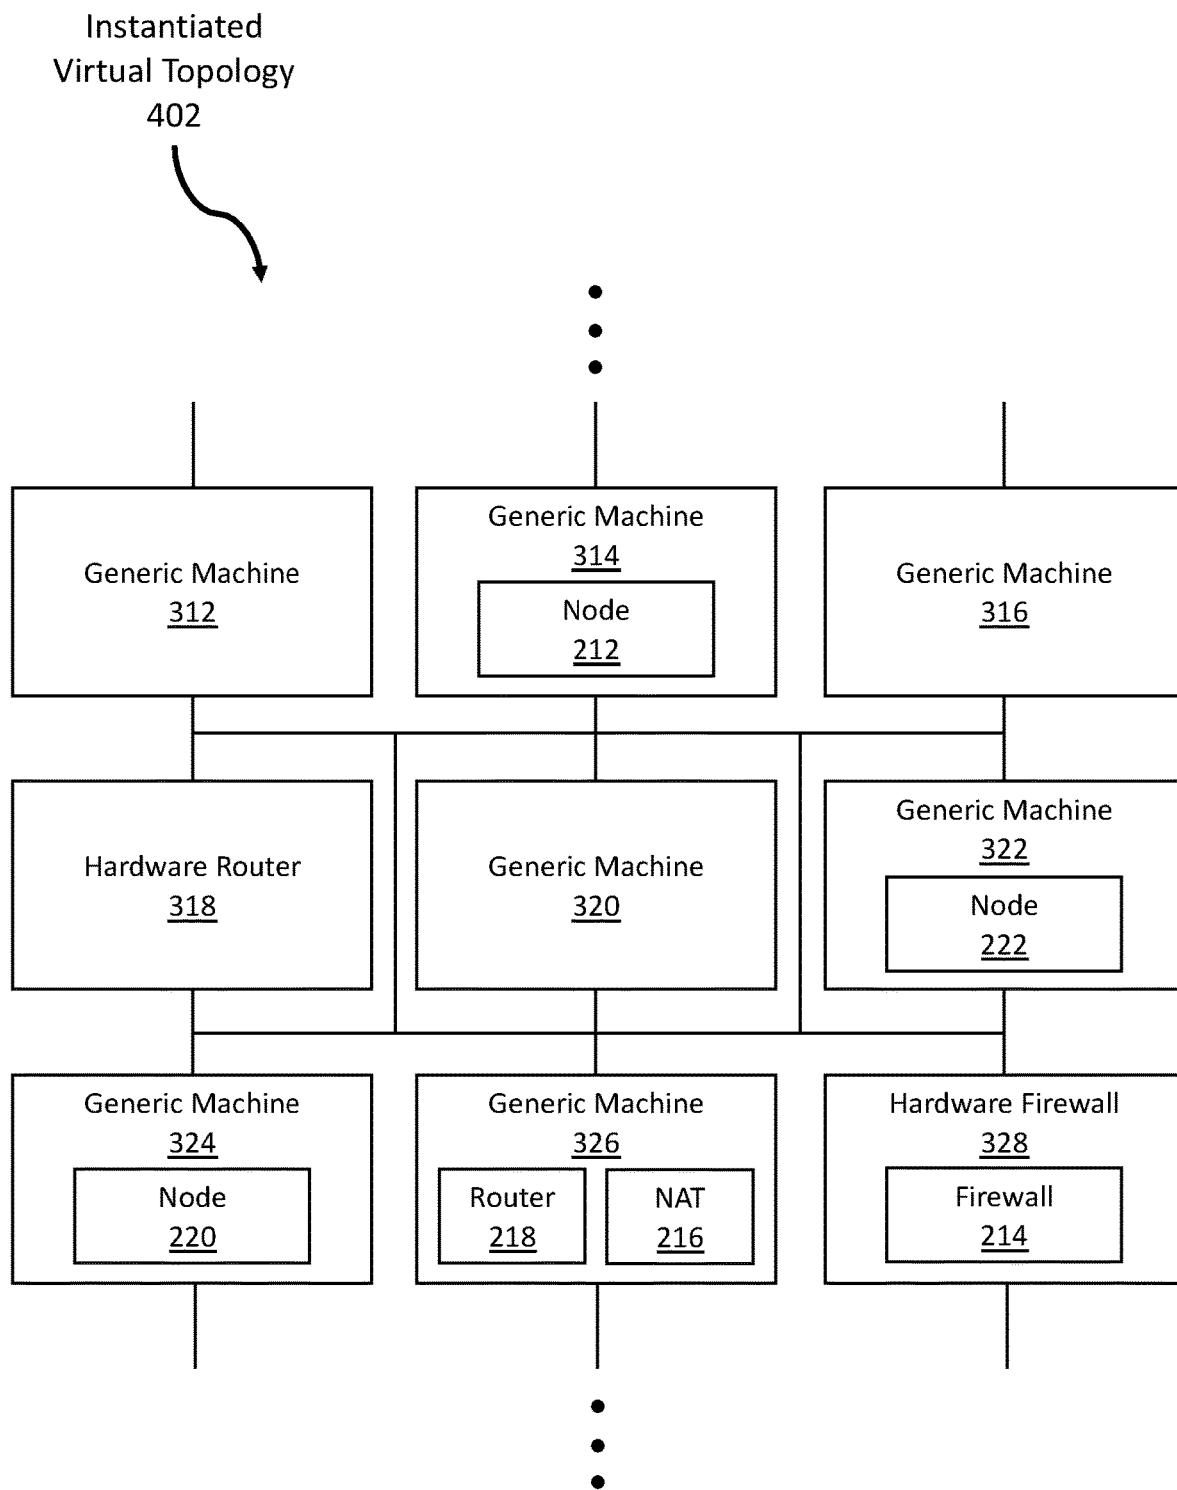 Instantiated
Virtual Topology
402
Generic Machine
312
Generic Machine
314
Node
212
Generic Machine
316
Hardware Router
318
Generic Machine
320
Generic Machine
322
Node
222
Generic Machine
324
Node
220
Generic Machine
326
Router
218
NAT
216
Hardware Firewall
328
Firewall
214